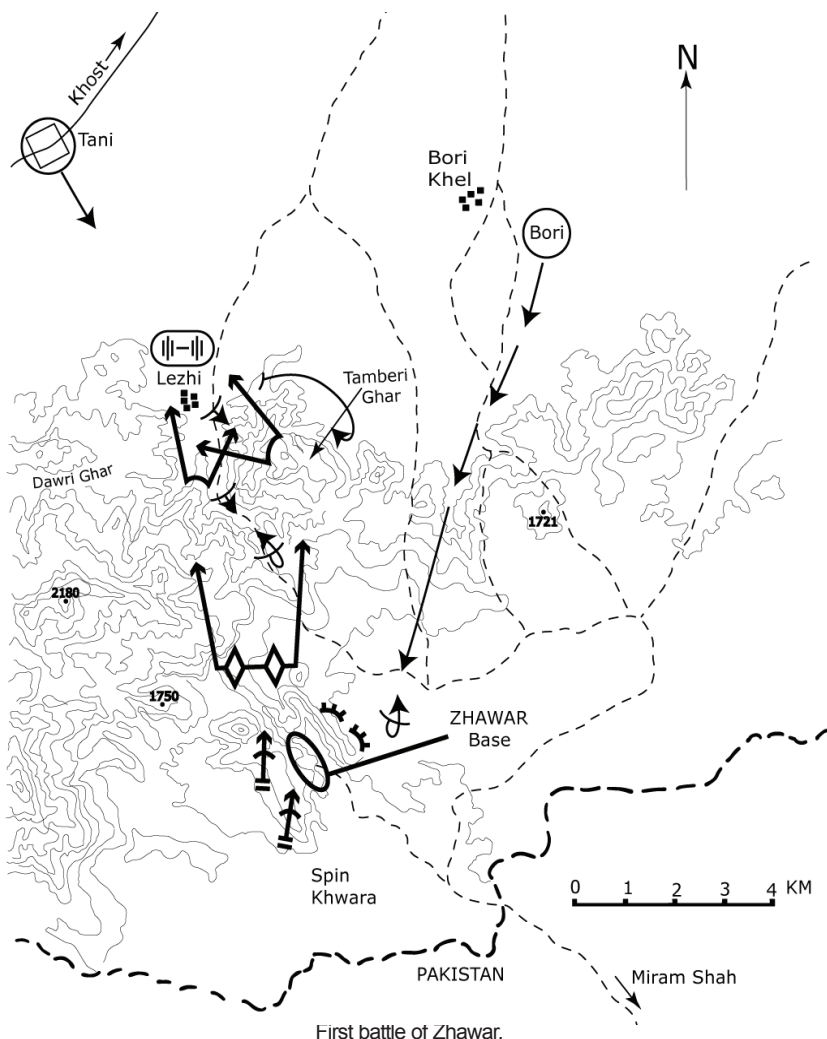 Khost
N
Tani
Bori
Khel
Bori
Lezhi
Tamberi
Ghar
Dawri Ghar
1721
2180
1750
ZHAWAR
Base
Spin
Khwara
0 1 2 3 4 KM
PAKISTAN
Miram Shah
First battle of Zhawar.